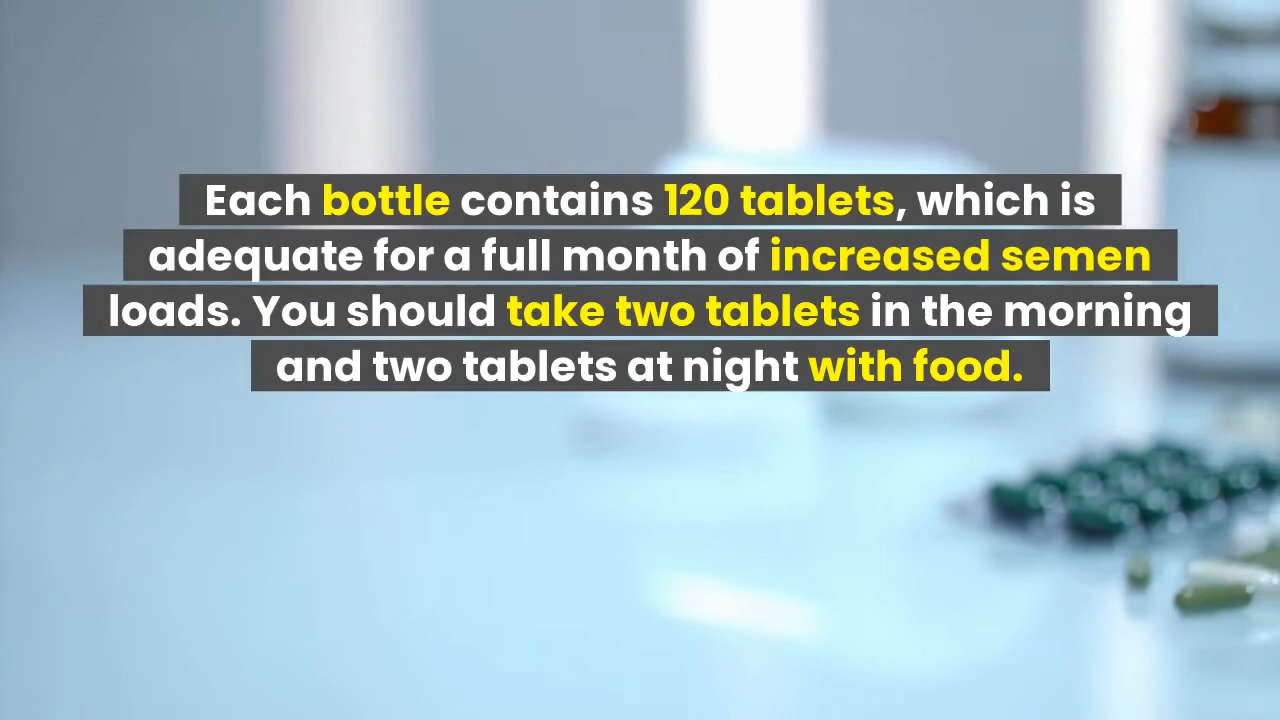 Each bottle contains 120 tablets, which is
adequate for a full month of increased semen
loads. You should take two tablets in the morning
and two tablets at night with food.